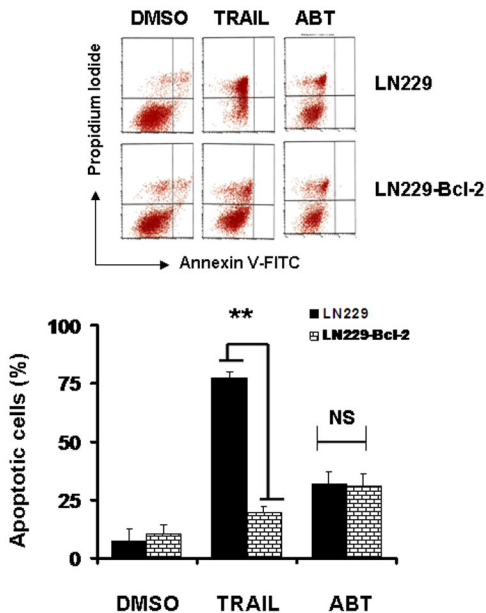 DMSO TRAIL ABT
Propidium Iodide
LN229
LN229-Bcl-2
Annexin V-FITC
Apoptotic cells (%)
100
75
50
25
0
**
NS
LN229
LN229-Bcl-2
DMSO TRAIL ABT